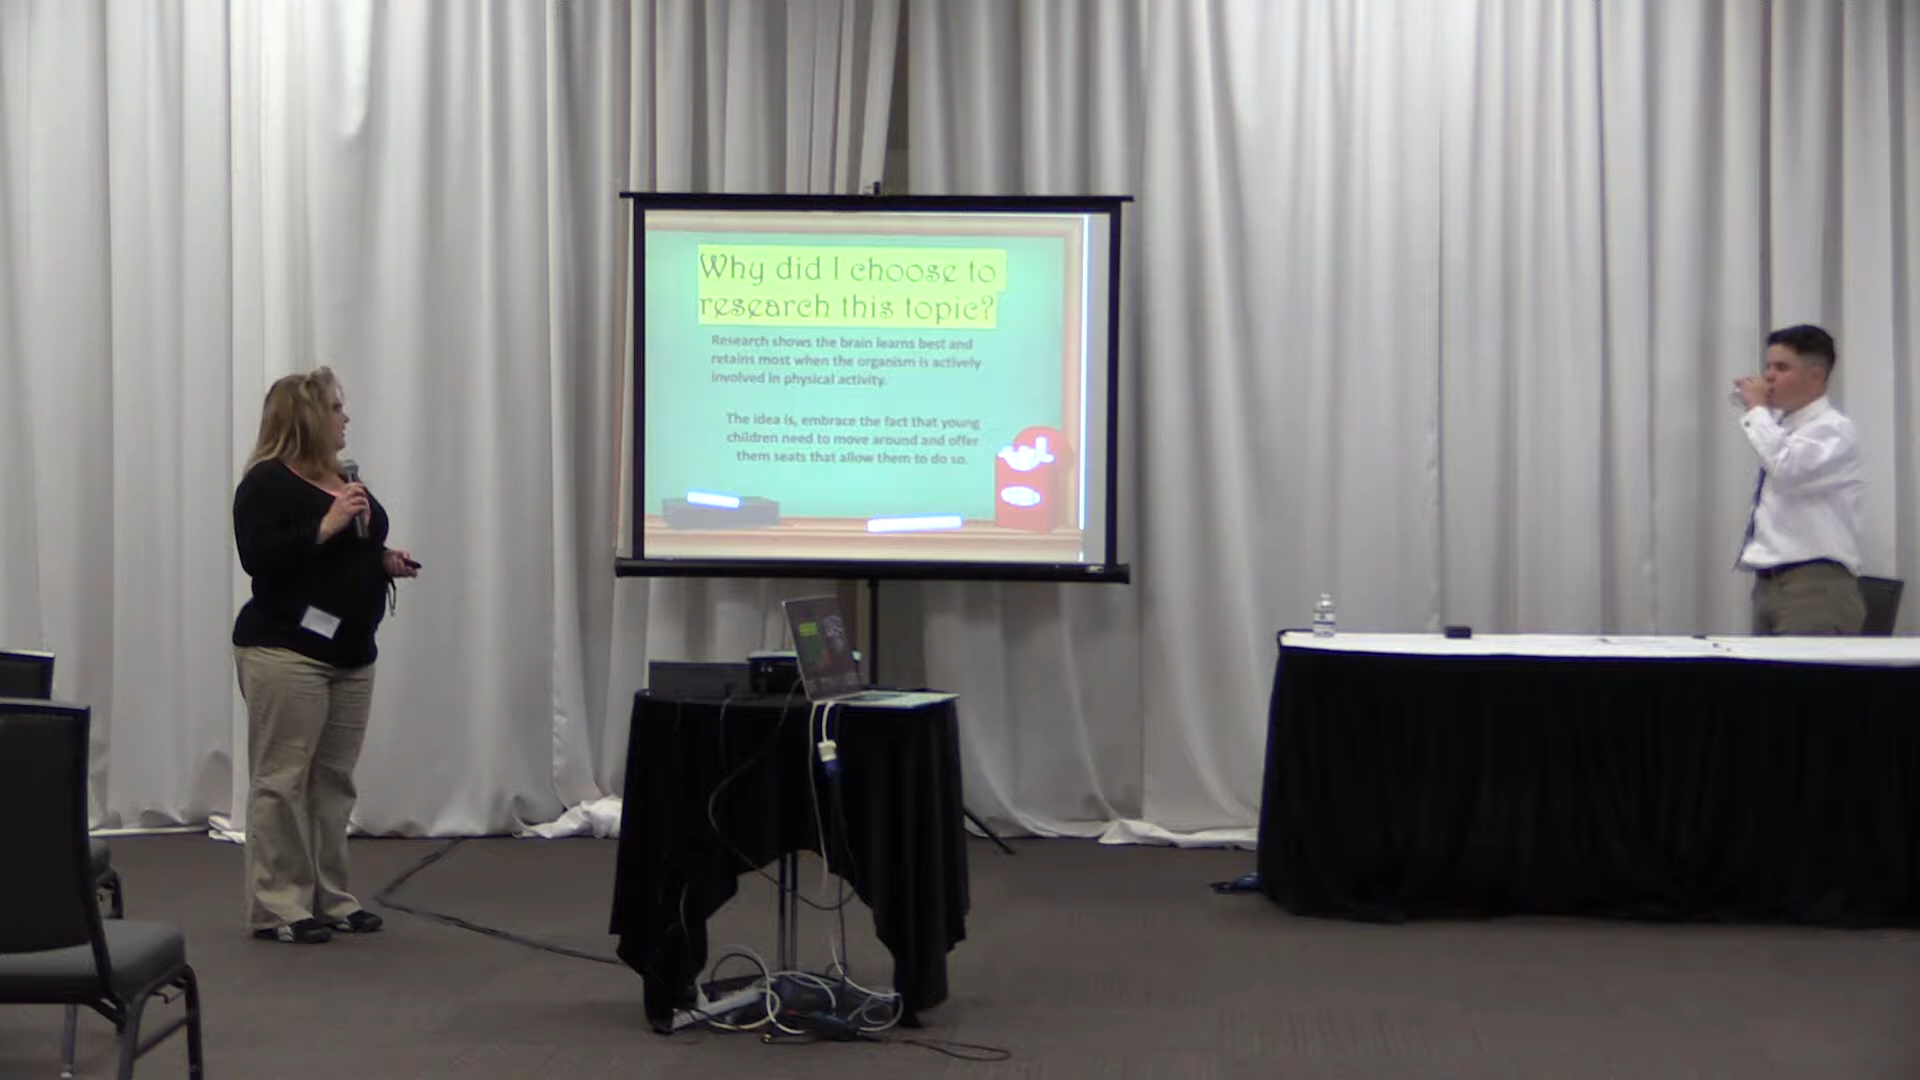 Why did I choose to
research this topic?
Research shows the brain learns best and
retains most when the organism is actively
involved in physical activity.
The idea is, embrace the fact that young
children need to move around and offer
them seats that allow them to do so.